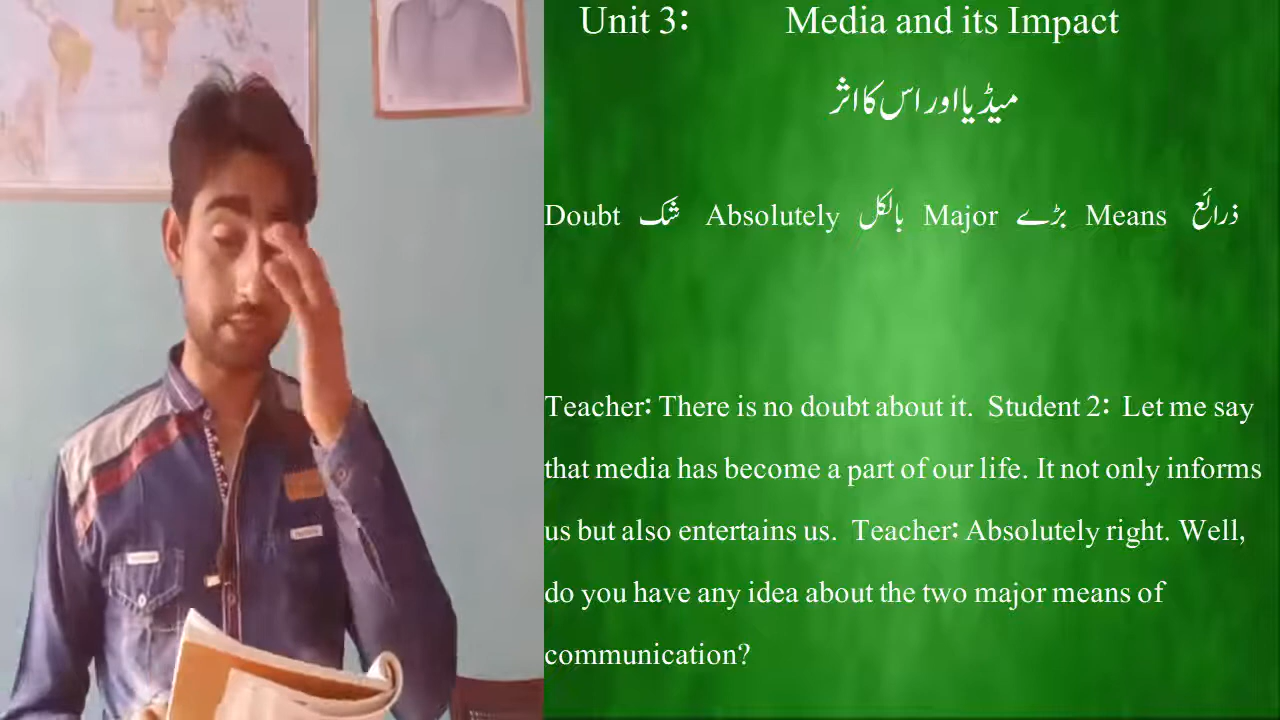 Unit 3: Media and its Impact
میڈیا اور اس کا اثر
Doubt شک Absolutely بالکل Major بڑے Means ذرائع
Teacher: There is no doubt about it. Student 2: Let me say
that media has become a part of our life. It not only informs
us but also entertains us. Teacher: Absolutely right. Well,
do you have any idea about the two major means of
communication?